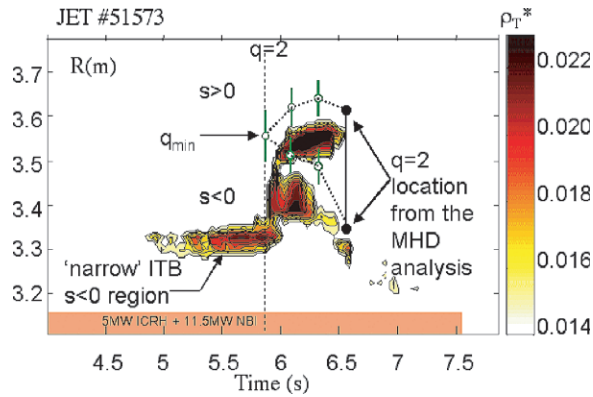 JET #51573
ρT*
q=2
R(m)
3.7
3.6
3.5
3.4
3.3
3.2
s>0
qmin
s<0
q=2
location
from the
MHD
analysis
'narrow' ITB
s<0 region
5MW ICRH + 11.5MW NBI
4.5 5 5.5 6 6.5 7 7.5
Time (s)
0.022
0.020
0.018
0.016
0.014